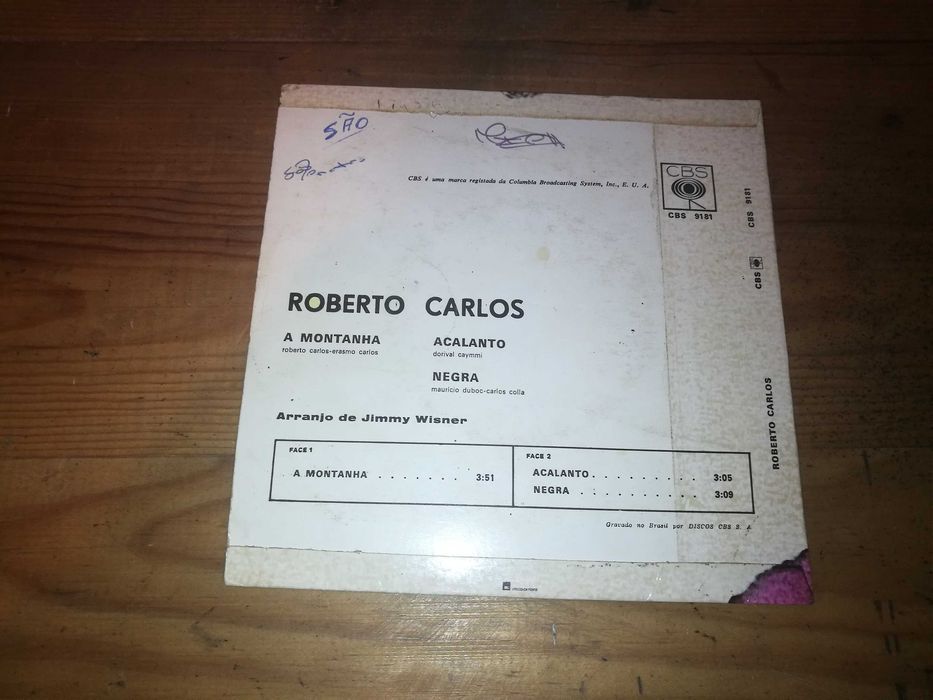 SÃO
CBS é uma marca registada da Columbia Broadcasting System, Inc., E. U. A.
CBS
CBS 9181
CBS 9181
CBS
ROBERTO CARLOS
ROBERTO CARLOS
A MONTANHA
roberto carlos-erasmo carlos
ACALANTO
dorival caymmi
NEGRA
maurício duboc-carlos colla
Arranjo de Jimmy Wisner
FACE 1
A MONTANHA . . . . . . . 3:51
FACE 2
ACALANTO . . . . . . . . . 3:05
NEGRA . . . . . . . . . . 3:09
Gravado no Brasil por DISCOS CBS S. A